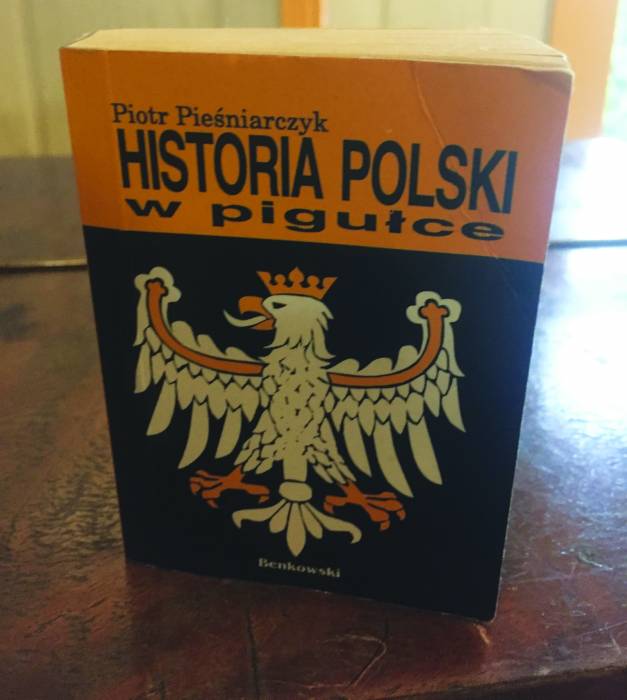 Piotr Pieśniarczyk
HISTORIA POLSKI
w pigułce
Benkowski